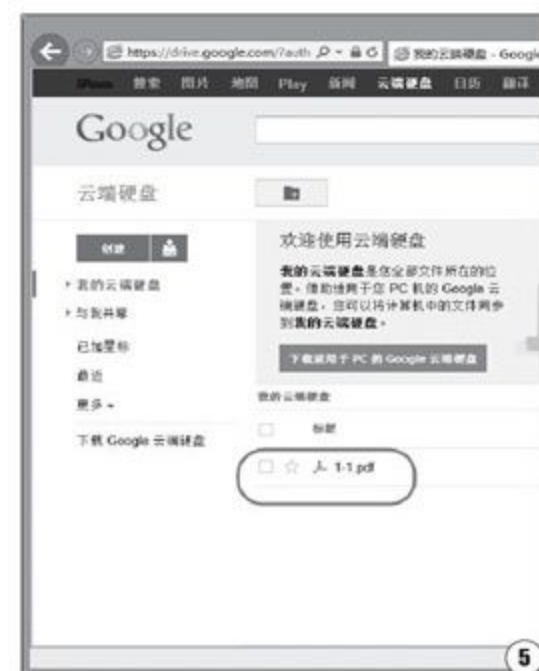 https://drive.google.com/?auth
我的云端硬盘 - Google
搜索 图片 地图 Play 新闻 云端硬盘 日历 翻译
Google
云端硬盘
创建
我的云端硬盘
与我共享
已加星标
最近
更多
下载 Google 云端硬盘
欢迎使用云端硬盘
我的云端硬盘是您全部文件所在的位
置。借助适用于您 PC 机的 Google 云
端硬盘，您可以将计算机中的文件同步
到我的云端硬盘。
下载适用于 PC 的 Google 云端硬盘
我的云端硬盘
标题
1-1.pdf
5